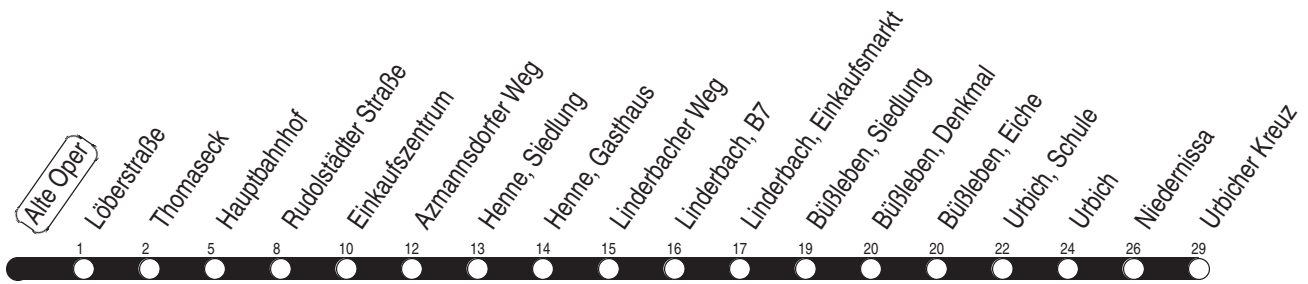 Alte Oper
Löberstraße
Thomaseck
Hauptbahnhof
Rudolstädter Straße
Einkaufszentrum
Azmannsdorfer Weg
Henne, Siedlung
Henne, Gasthaus
Linderbacher Weg
Linderbach, B7
Linderbach, Einkaufsmarkt
Büßleben, Siedlung
Büßleben, Denkmal
Büßleben, Eiche
Urbich, Schule
Urbich
Niedernissa
Urbicher Kreuz
1 2 5 8 10 12 13 14 15 16 17 19 20 20 22 24 26 29